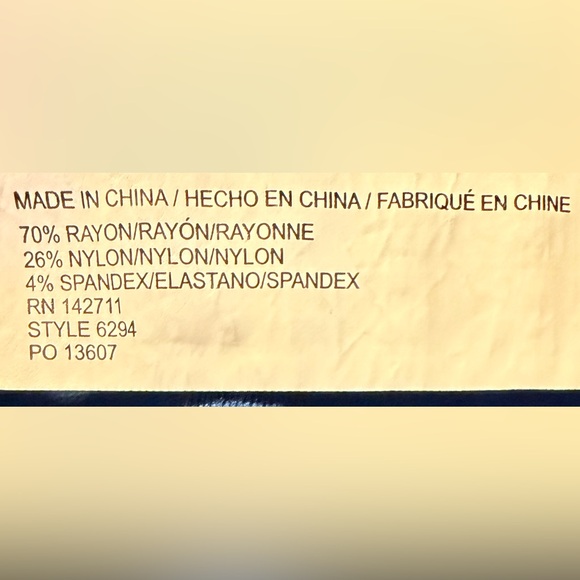 MADE IN CHINA / HECHO EN CHINA / FABRIQUÉ EN CHINE
70% RAYON/RAYÓN/RAYONNE
26% NYLON/NYLON/NYLON
4% SPANDEX/ELASTANO/SPANDEX
RN 142711
STYLE 6294
PO 13607